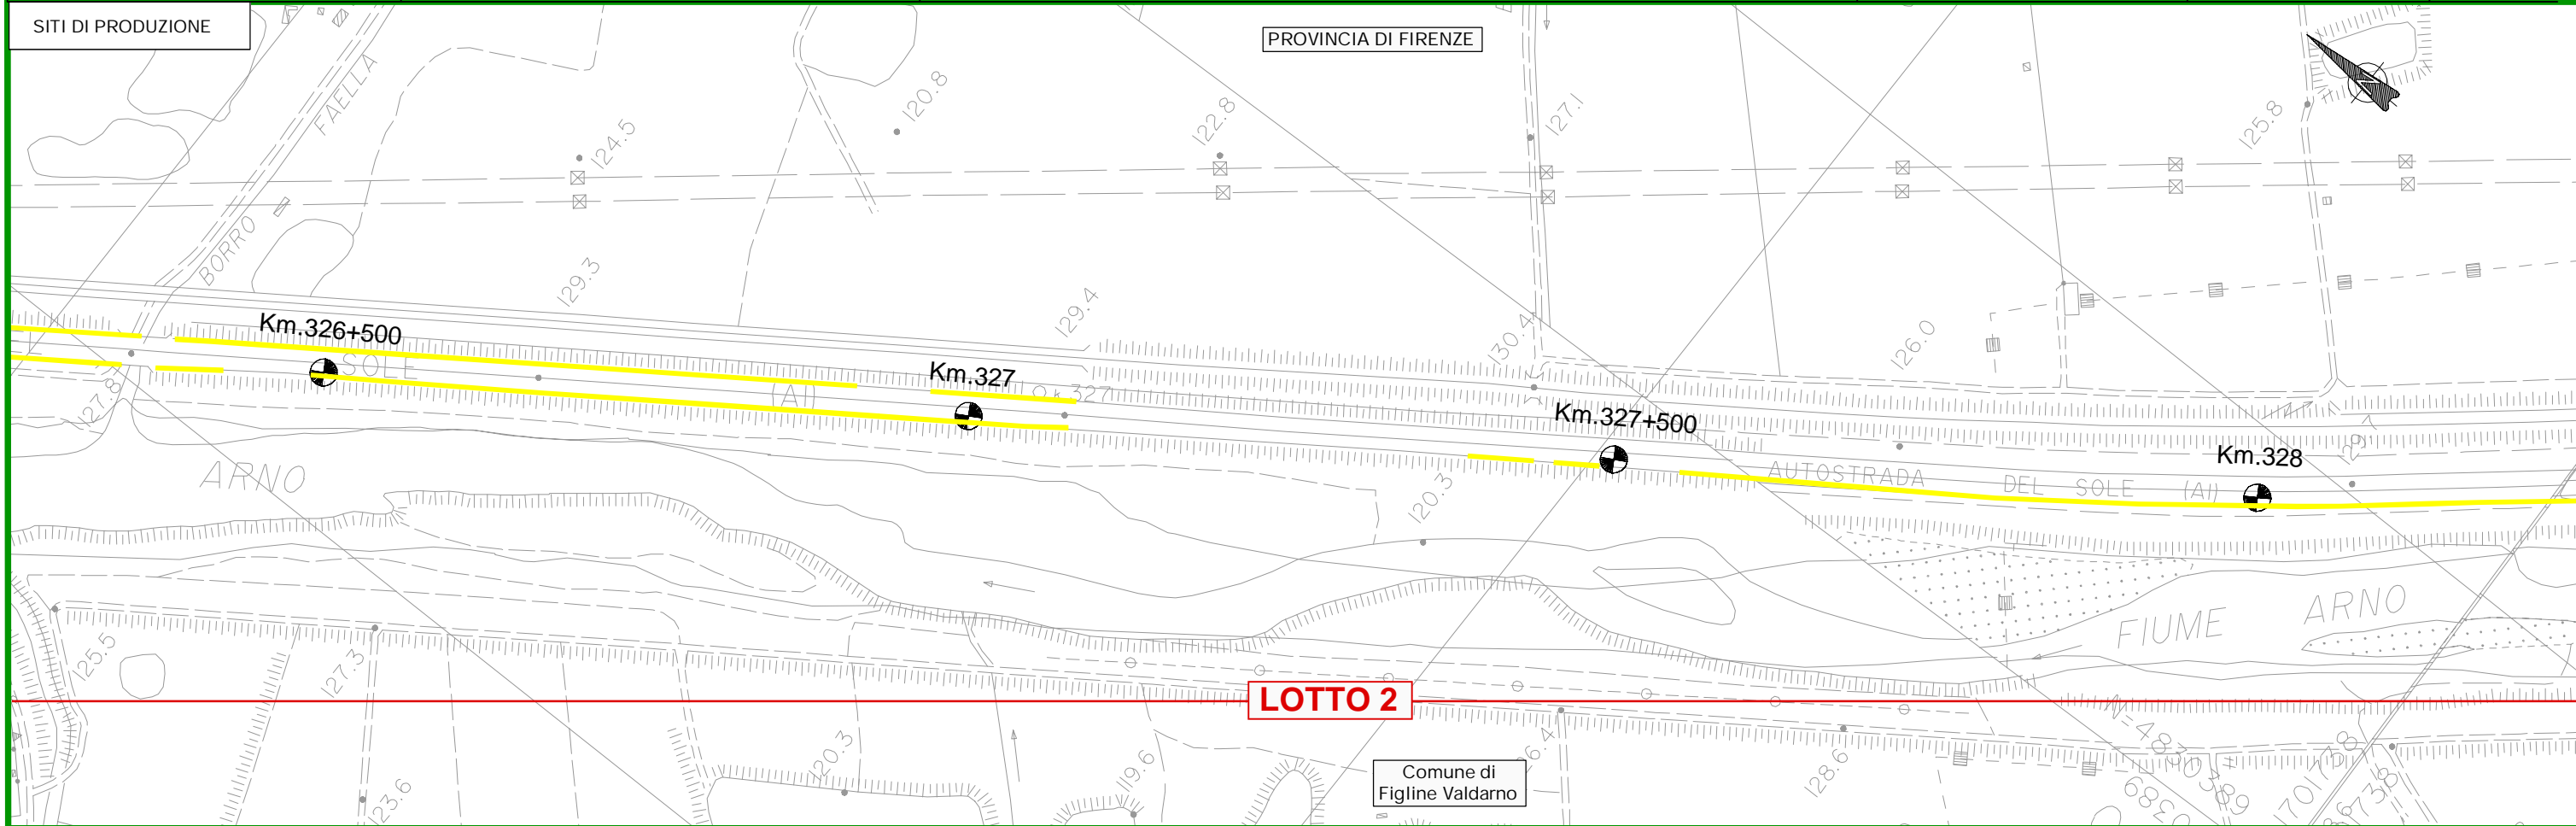 SITI DI PRODUZIONE
PROVINCIA DI FIRENZE
BORRO FAELLA
124.5
120.8
122.8
127.1
125.8
129.3
129.4
130.4
126.0
Km.326+500
Km.327
Km.327+500
Km.328
SOLE
(A1)
127.8
AUTOSTRADA DEL SOLE (A1)
120.3
ARNO
FIUME ARNO
125.5
127.3
LOTTO 2
123.6
120.3
119.6
128.6
Comune di
Figline Valdarno